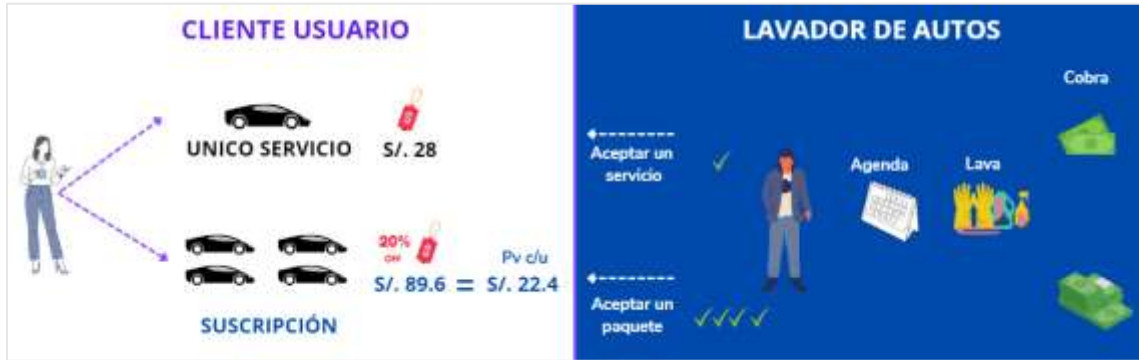 CLIENTE USUARIO
UNICO SERVICIO
S/. 28
20%
OFF
Pv c/u
S/. 89.6 = S/. 22.4
SUSCRIPCIÓN
LAVADOR DE AUTOS
Cobra
Aceptar un
servicio
Agenda
Lava
Aceptar un
paquete